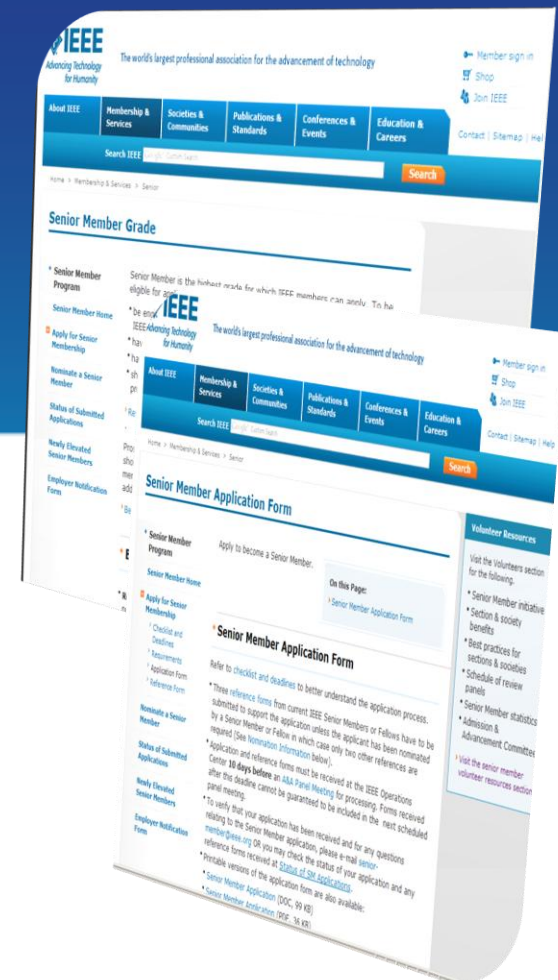 IEEE
Advancing Technology
for Humanity
The world's largest professional association for the advancement of technology
Member sign in
Shop
Join IEEE
Contact | Sitemap | Hel
About IEEE
Membership &
Services
Societies &
Communities
Publications &
Standards
Conferences &
Events
Education &
Careers
Search IEEE
Custom Search
Search
Home > Membership & Services > Senior
Senior Member Grade
Senior Member
Program
Senior Member Home
Apply for Senior
Membership
Nominate a Senior
Member
Status of Submitted
Applications
Newly Elevated
Senior Members
Employer Notification
Form
Senior Member is the highest grade for which IEEE members can apply. To be
eligible for
IEEE
Advancing Technology
for Humanity
The world's largest professional association for the advancement of technology
Member sign in
Shop
Join IEEE
Contact | Sitemap | Help
About IEEE
Membership &
Services
Societies &
Communities
Publications &
Standards
Conferences &
Events
Education &
Careers
Search IEEE
Custom Search
Search
Home > Membership & Services > Senior
Senior Member Application Form
Senior Member
Program
Senior Member Home
Apply for Senior
Membership
Checklist and
Deadlines
Requirements
Application Form
Reference Form
Nominate a Senior
Member
Status of Submitted
Applications
Newly Elevated
Senior Members
Employer Notification
Form
Apply to become a Senior Member.
On this Page:
Senior Member Application Form
Senior Member Application Form
Refer to checklist and deadlines to better understand the application process.
Three reference forms from current IEEE Senior Members or Fellows have to be
submitted to support the application unless the applicant has been nominated
by a Senior Member or Fellow in which case only two other references are
required (See Nomination Information below).
Application and reference forms must be received at the IEEE Operations
Center 10 days before an A&A Panel Meeting for processing. Forms received
after this deadline cannot be guaranteed to be included in the next scheduled
panel meeting.
To verify that your application has been received and for any questions
relating to the Senior Member application, please e-mail senior-
member@ieee.org OR you may check the status of your application and any
reference forms received at Status of SM Applications.
Printable versions of the application form are also available:
Senior Member Application (DOC, 99 KB)
Senior Member Application (PDF, 36 KB)
Volunteer Resources
Visit the Volunteers section
for the following.
Senior Member initiative
Section & society
benefits
Best practices for
sections & societies
Schedule of review
panels
Senior Member statistics
Admission &
Advancement Committee
Visit the senior member
volunteer resources section